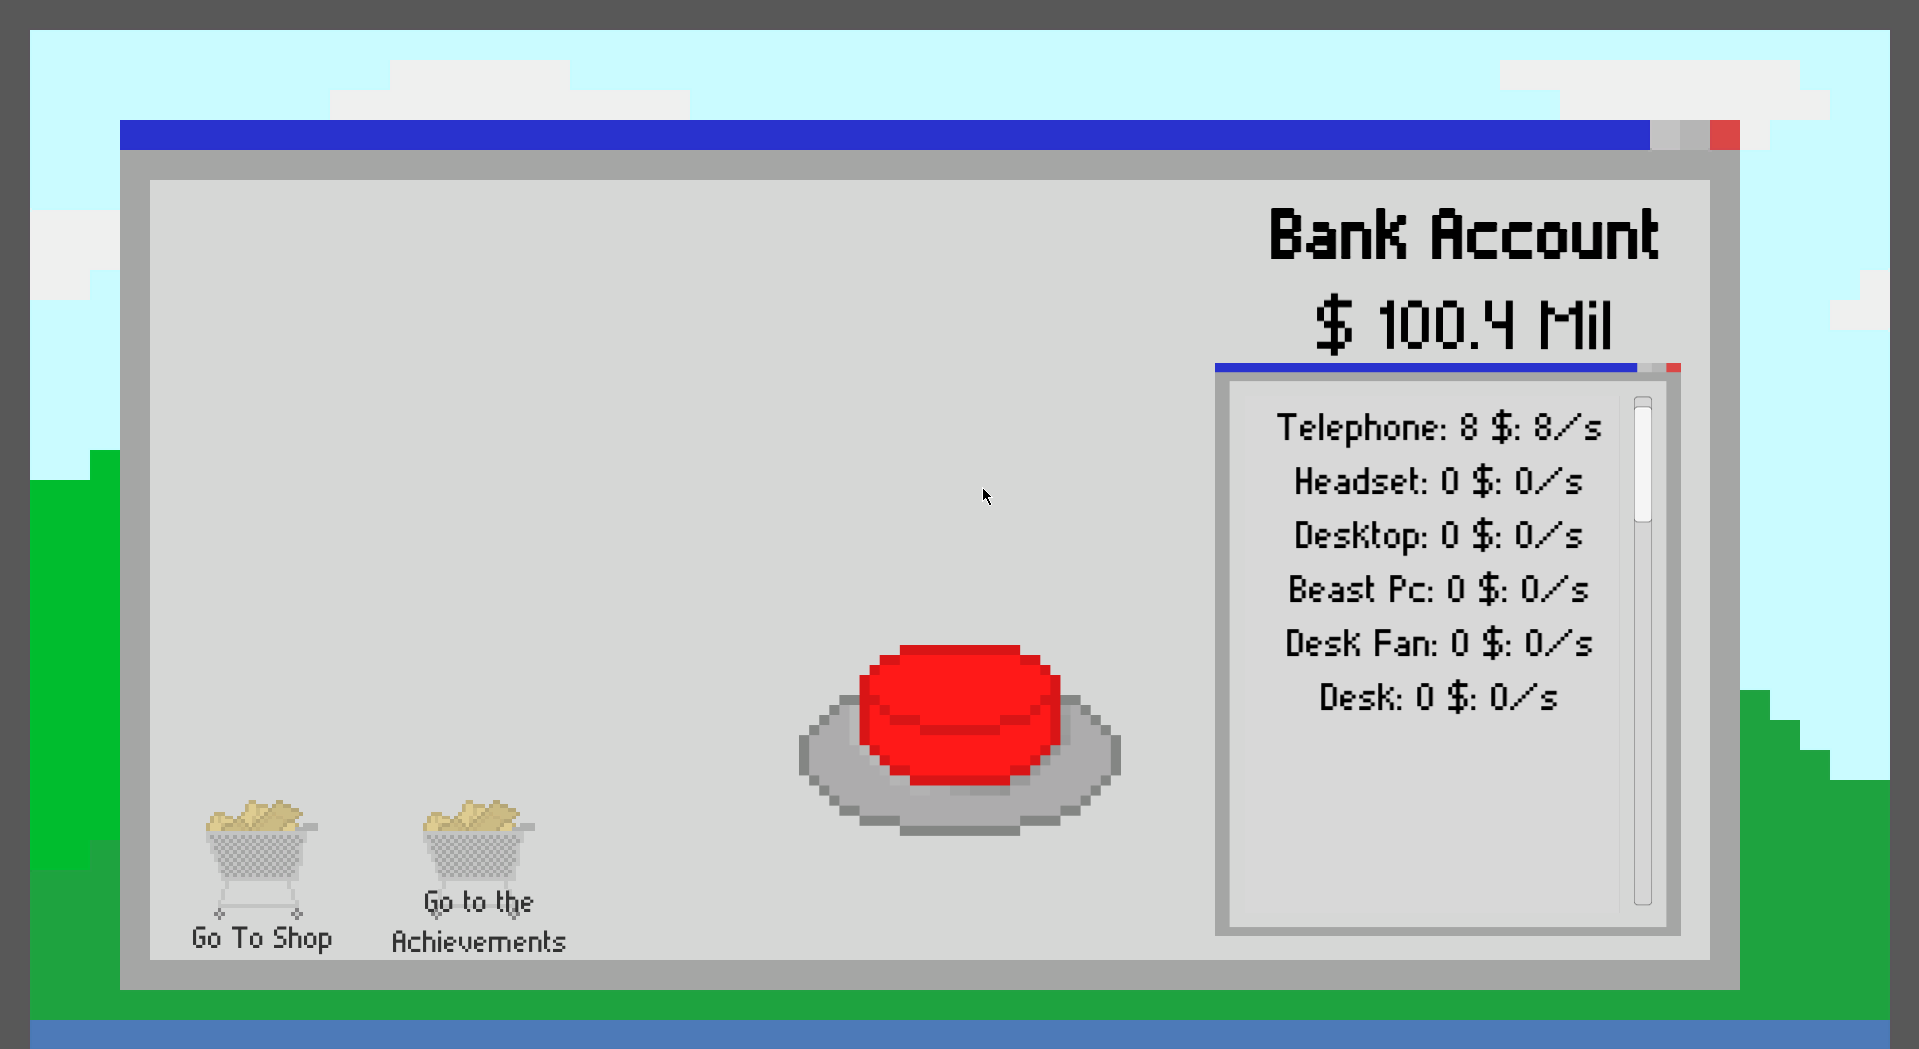 Bank Account
$ 100.4 Mil
Telephone: 8 $: 8/s
Headset: 0 $: 0/s
Desktop: 0 $: 0/s
Beast Pc: 0 $: 0/s
Desk Fan: 0 $: 0/s
Desk: 0 $: 0/s
Go To Shop
Go to the
Achievements